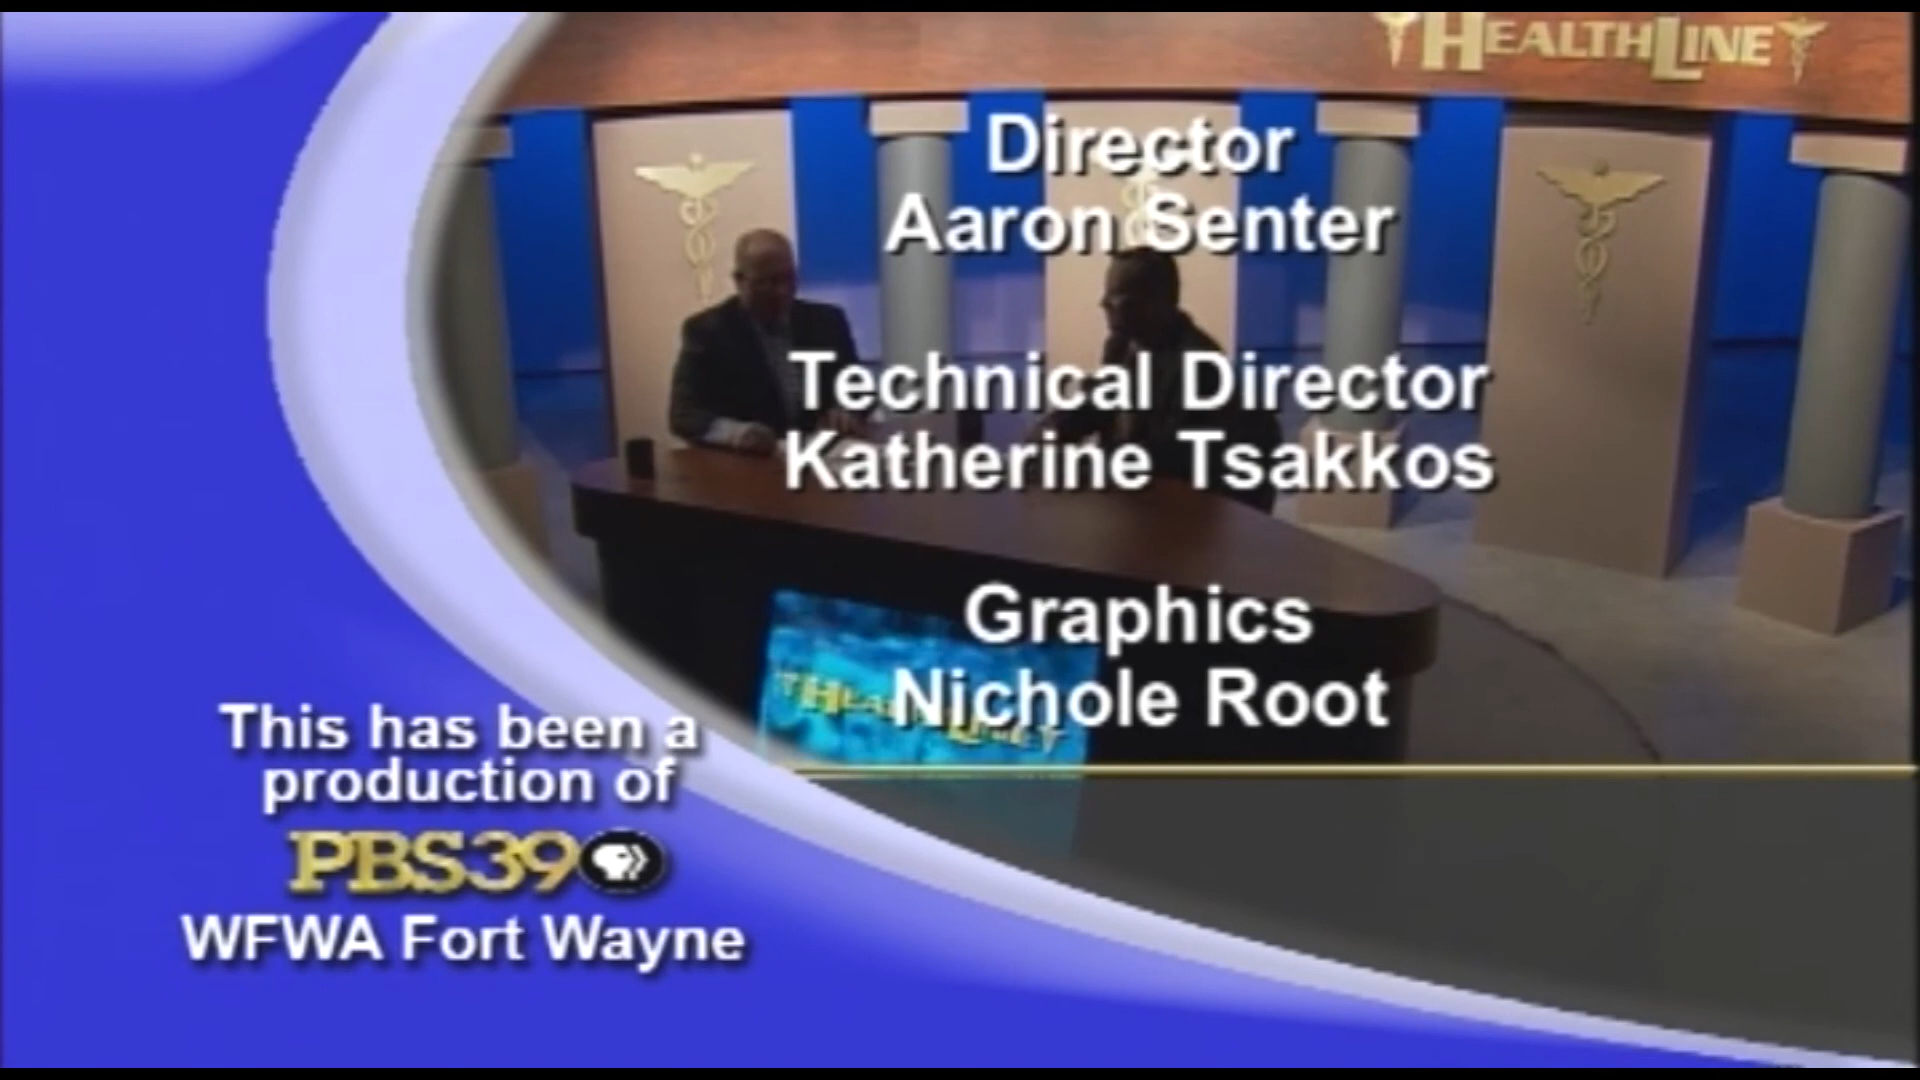 HEALTHLINE
Director
Aaron Senter
Technical Director
Katherine Tsakkos
Graphics
Nichole Root
HEALTHLINE
This has been a
production of
PBS39
WFWA Fort Wayne